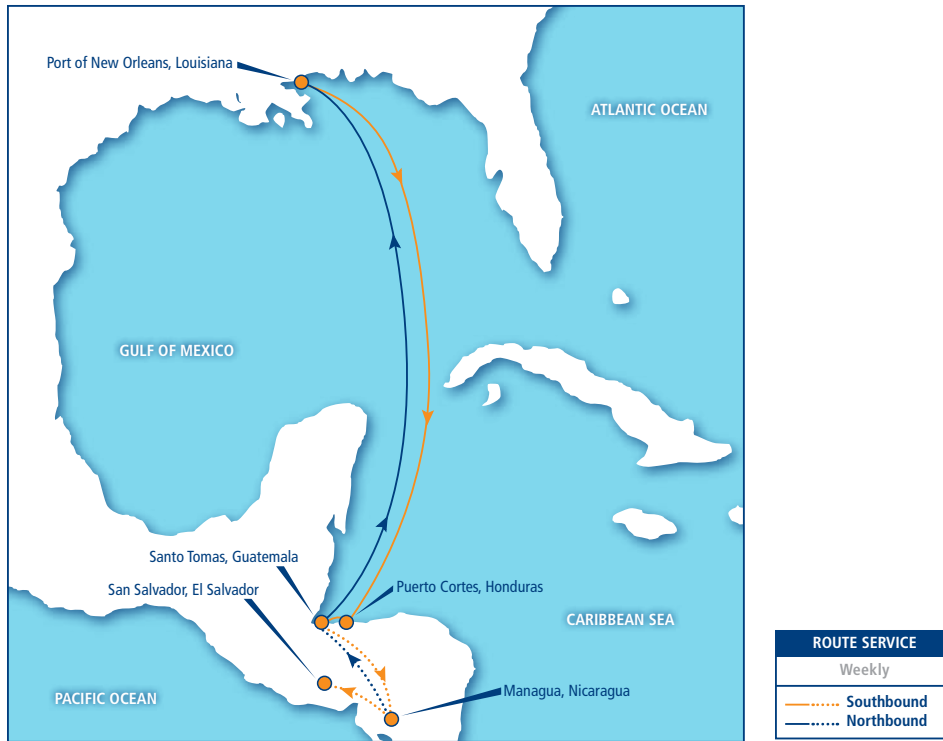 Port of New Orleans, Louisiana
ATLANTIC OCEAN
GULF OF MEXICO
Santo Tomas, Guatemala
San Salvador, El Salvador
Puerto Cortes, Honduras
CARIBBEAN SEA
Managua, Nicaragua
PACIFIC OCEAN
ROUTE SERVICE
Weekly
Southbound
Northbound